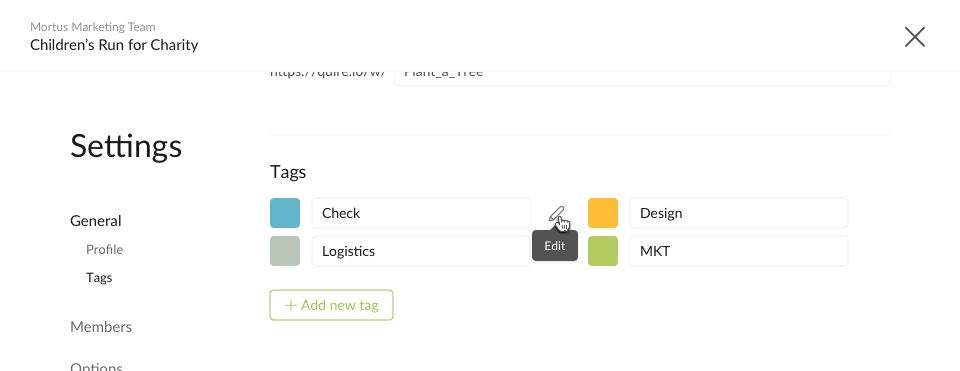 Mortus Marketing Team
Children's Run for Charity
https://quire.io/w/ Plant_a_Tree
Settings
General
Profile
Tags
Members
Options
Tags
Check
Design
Edit
Logistics
MKT
+ Add new tag